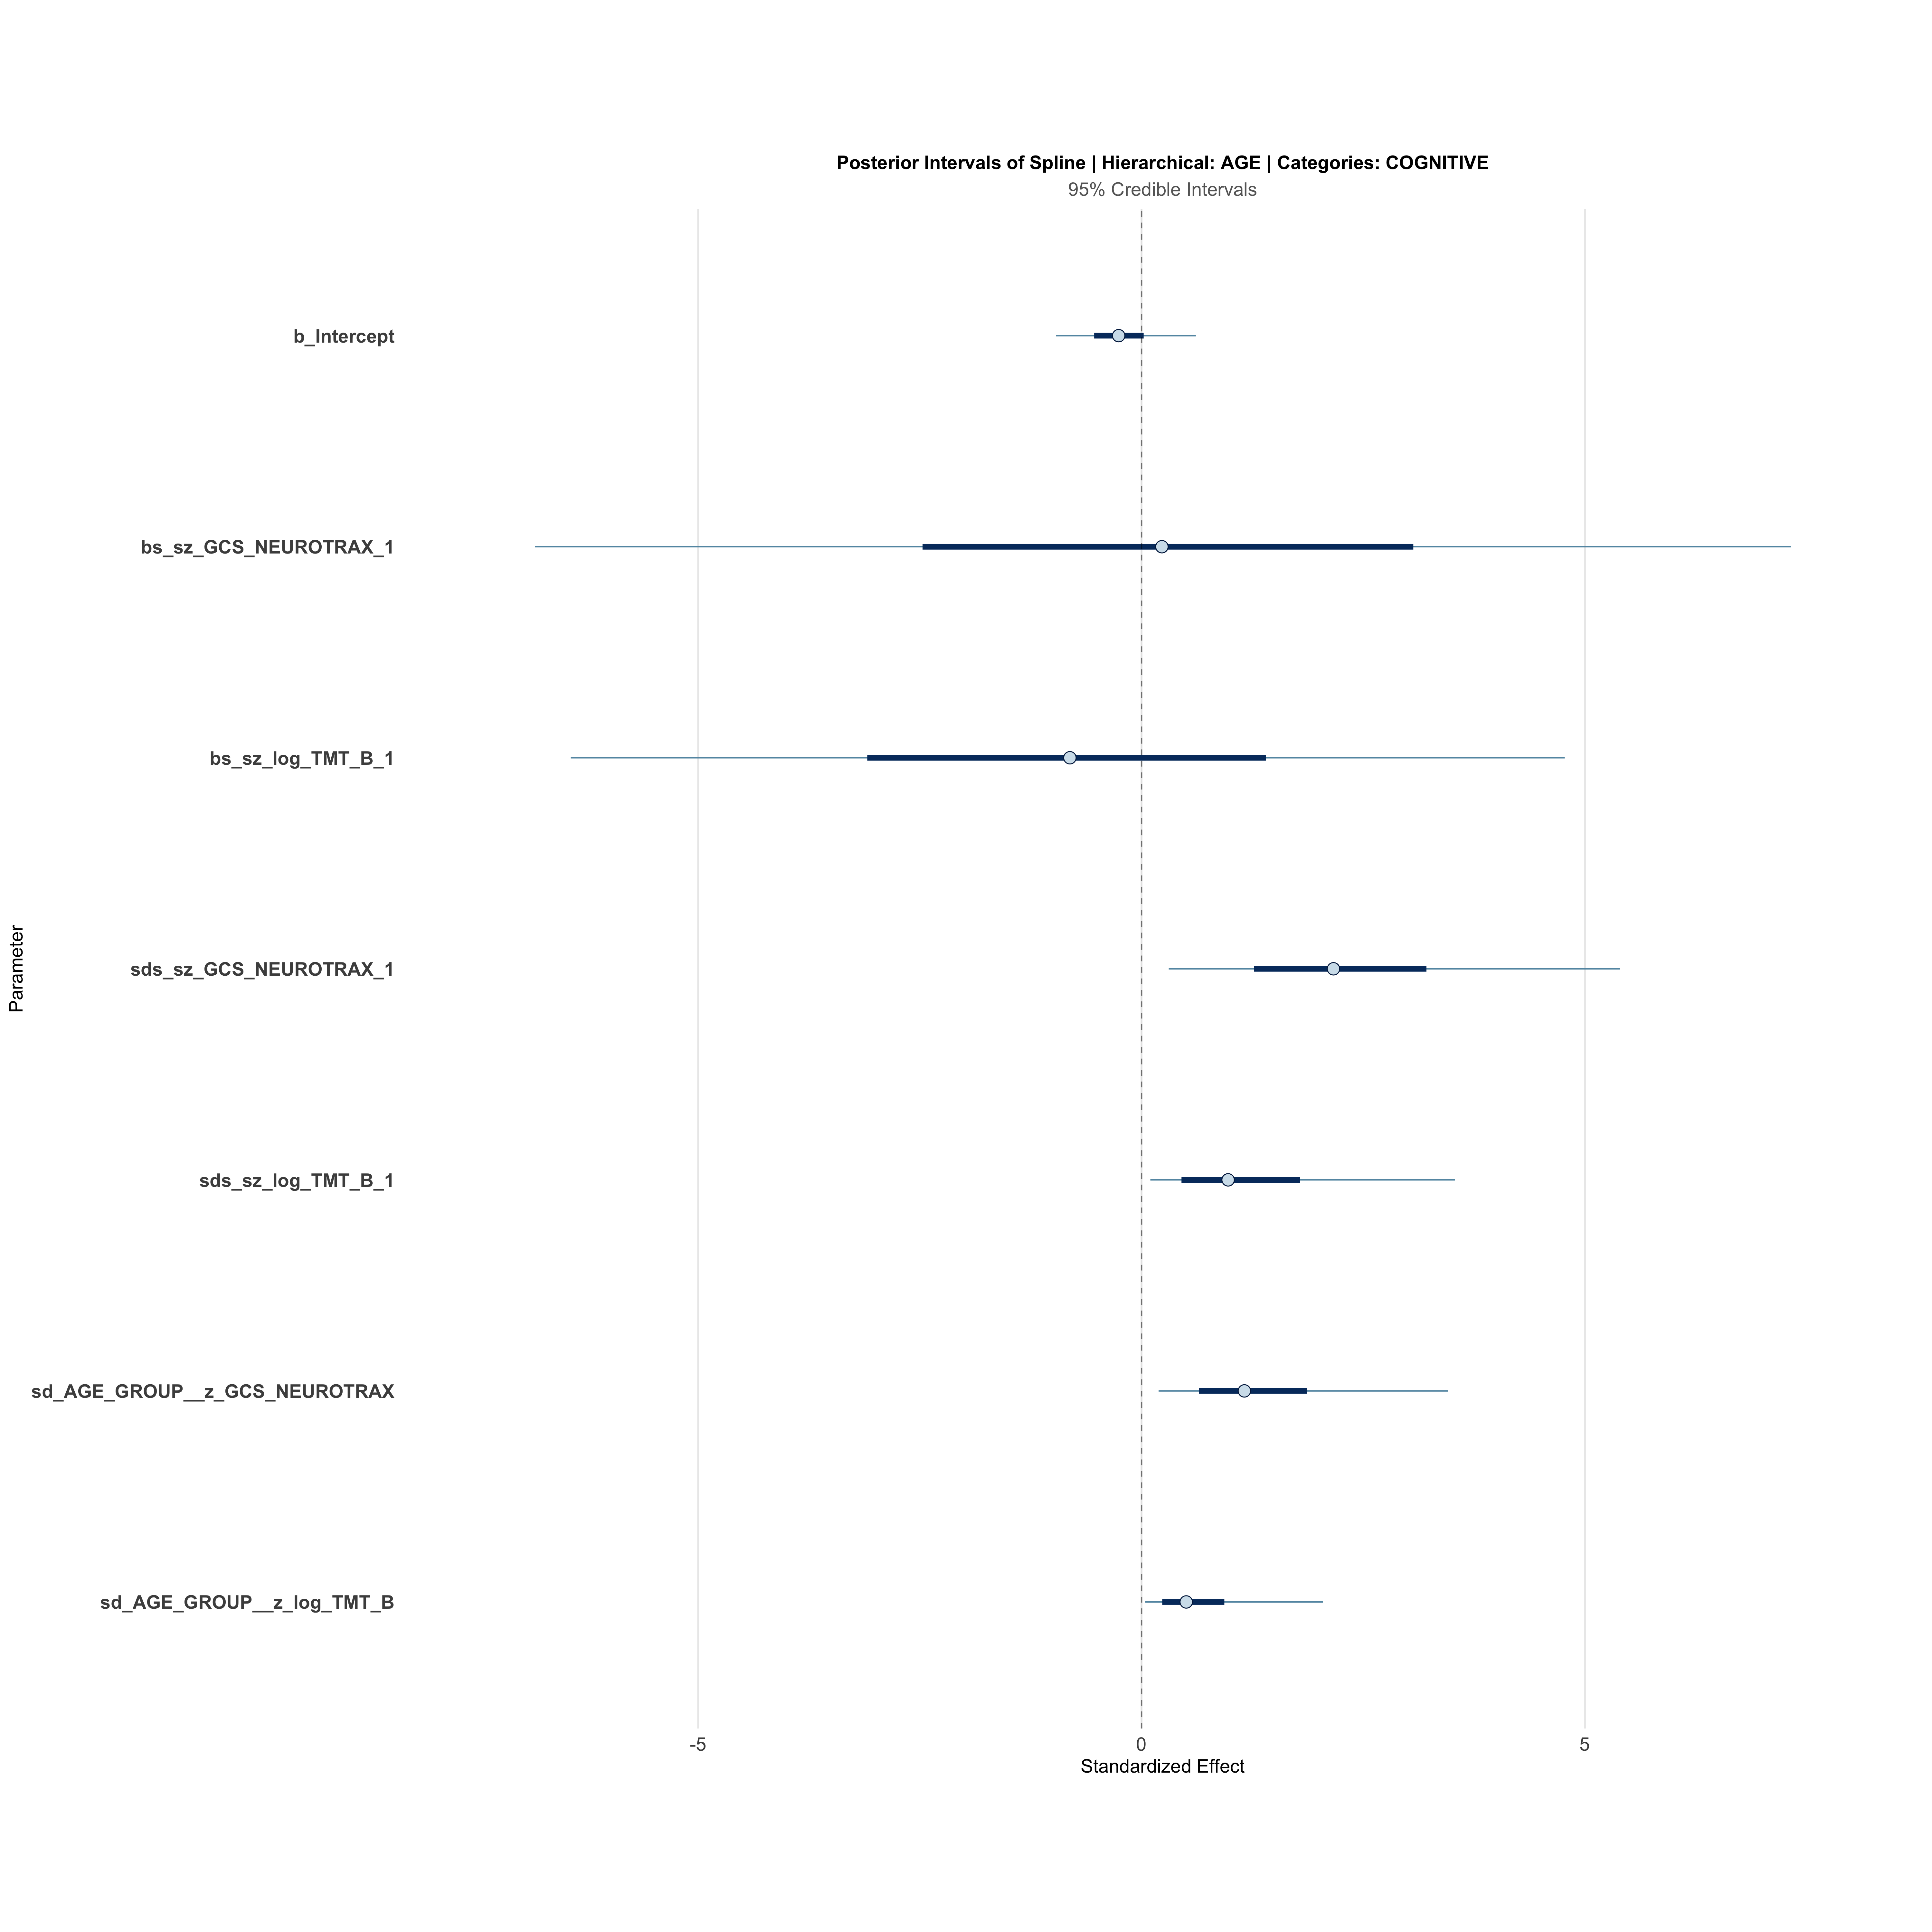 Posterior Intervals of Spline | Hierarchical: AGE | Categories: COGNITIVE
95% Credible Intervals
b_Intercept
bs_sz_GCS_NEUROTRAX_1
bs_sz_log_TMT_B_1
sds_sz_GCS_NEUROTRAX_1
sds_sz_log_TMT_B_1
sd_AGE_GROUP__z_GCS_NEUROTRAX
sd_AGE_GROUP__z_log_TMT_B
Parameter
-5 0 5
Standardized Effect